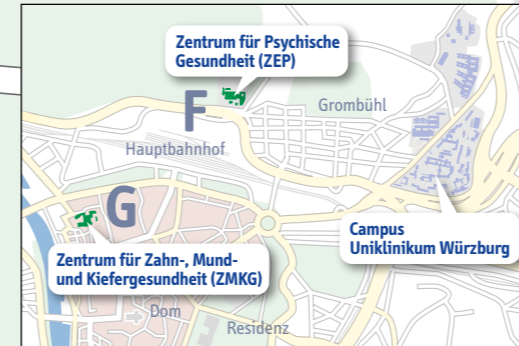 Zentrum für Psychische
Gesundheit (ZEP)
F
Grombühl
Hauptbahnhof
G
Campus
Uniklinikum Würzburg
Zentrum für Zahn-, Mund-
und Kiefergesundheit (ZMKG)
Dom
Residenz